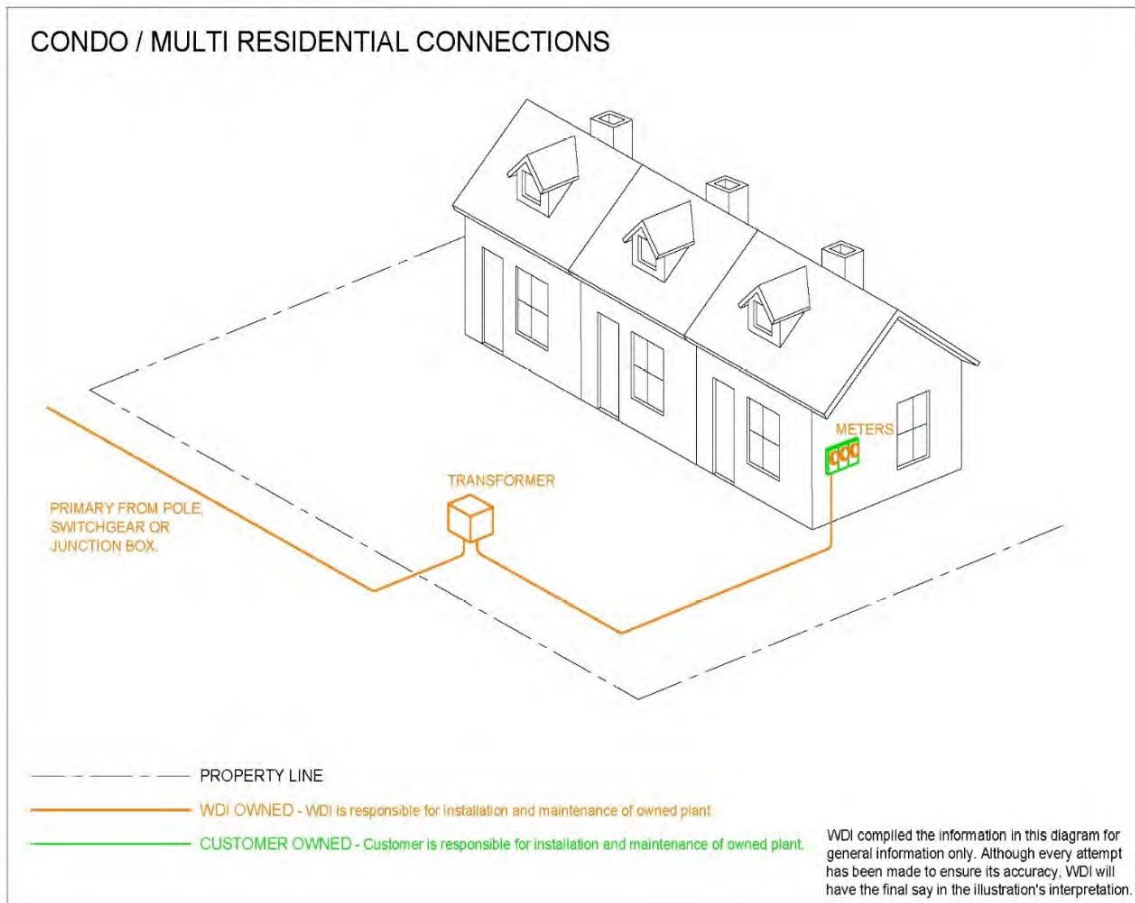 CONDO / MULTI RESIDENTIAL CONNECTIONS
METERS
TRANSFORMER
PRIMARY FROM POLE,
SWITCHGEAR OR
JUNCTION BOX.
PROPERTY LINE
WDI OWNED - WDI is responsible for installation and maintenance of owned plant
CUSTOMER OWNED - Customer is responsible for installation and maintenance of owned plant.
WDI compiled the information in this diagram for
general information only. Although every attempt
has been made to ensure its accuracy, WDI will
have the final say in the illustration's interpretation.